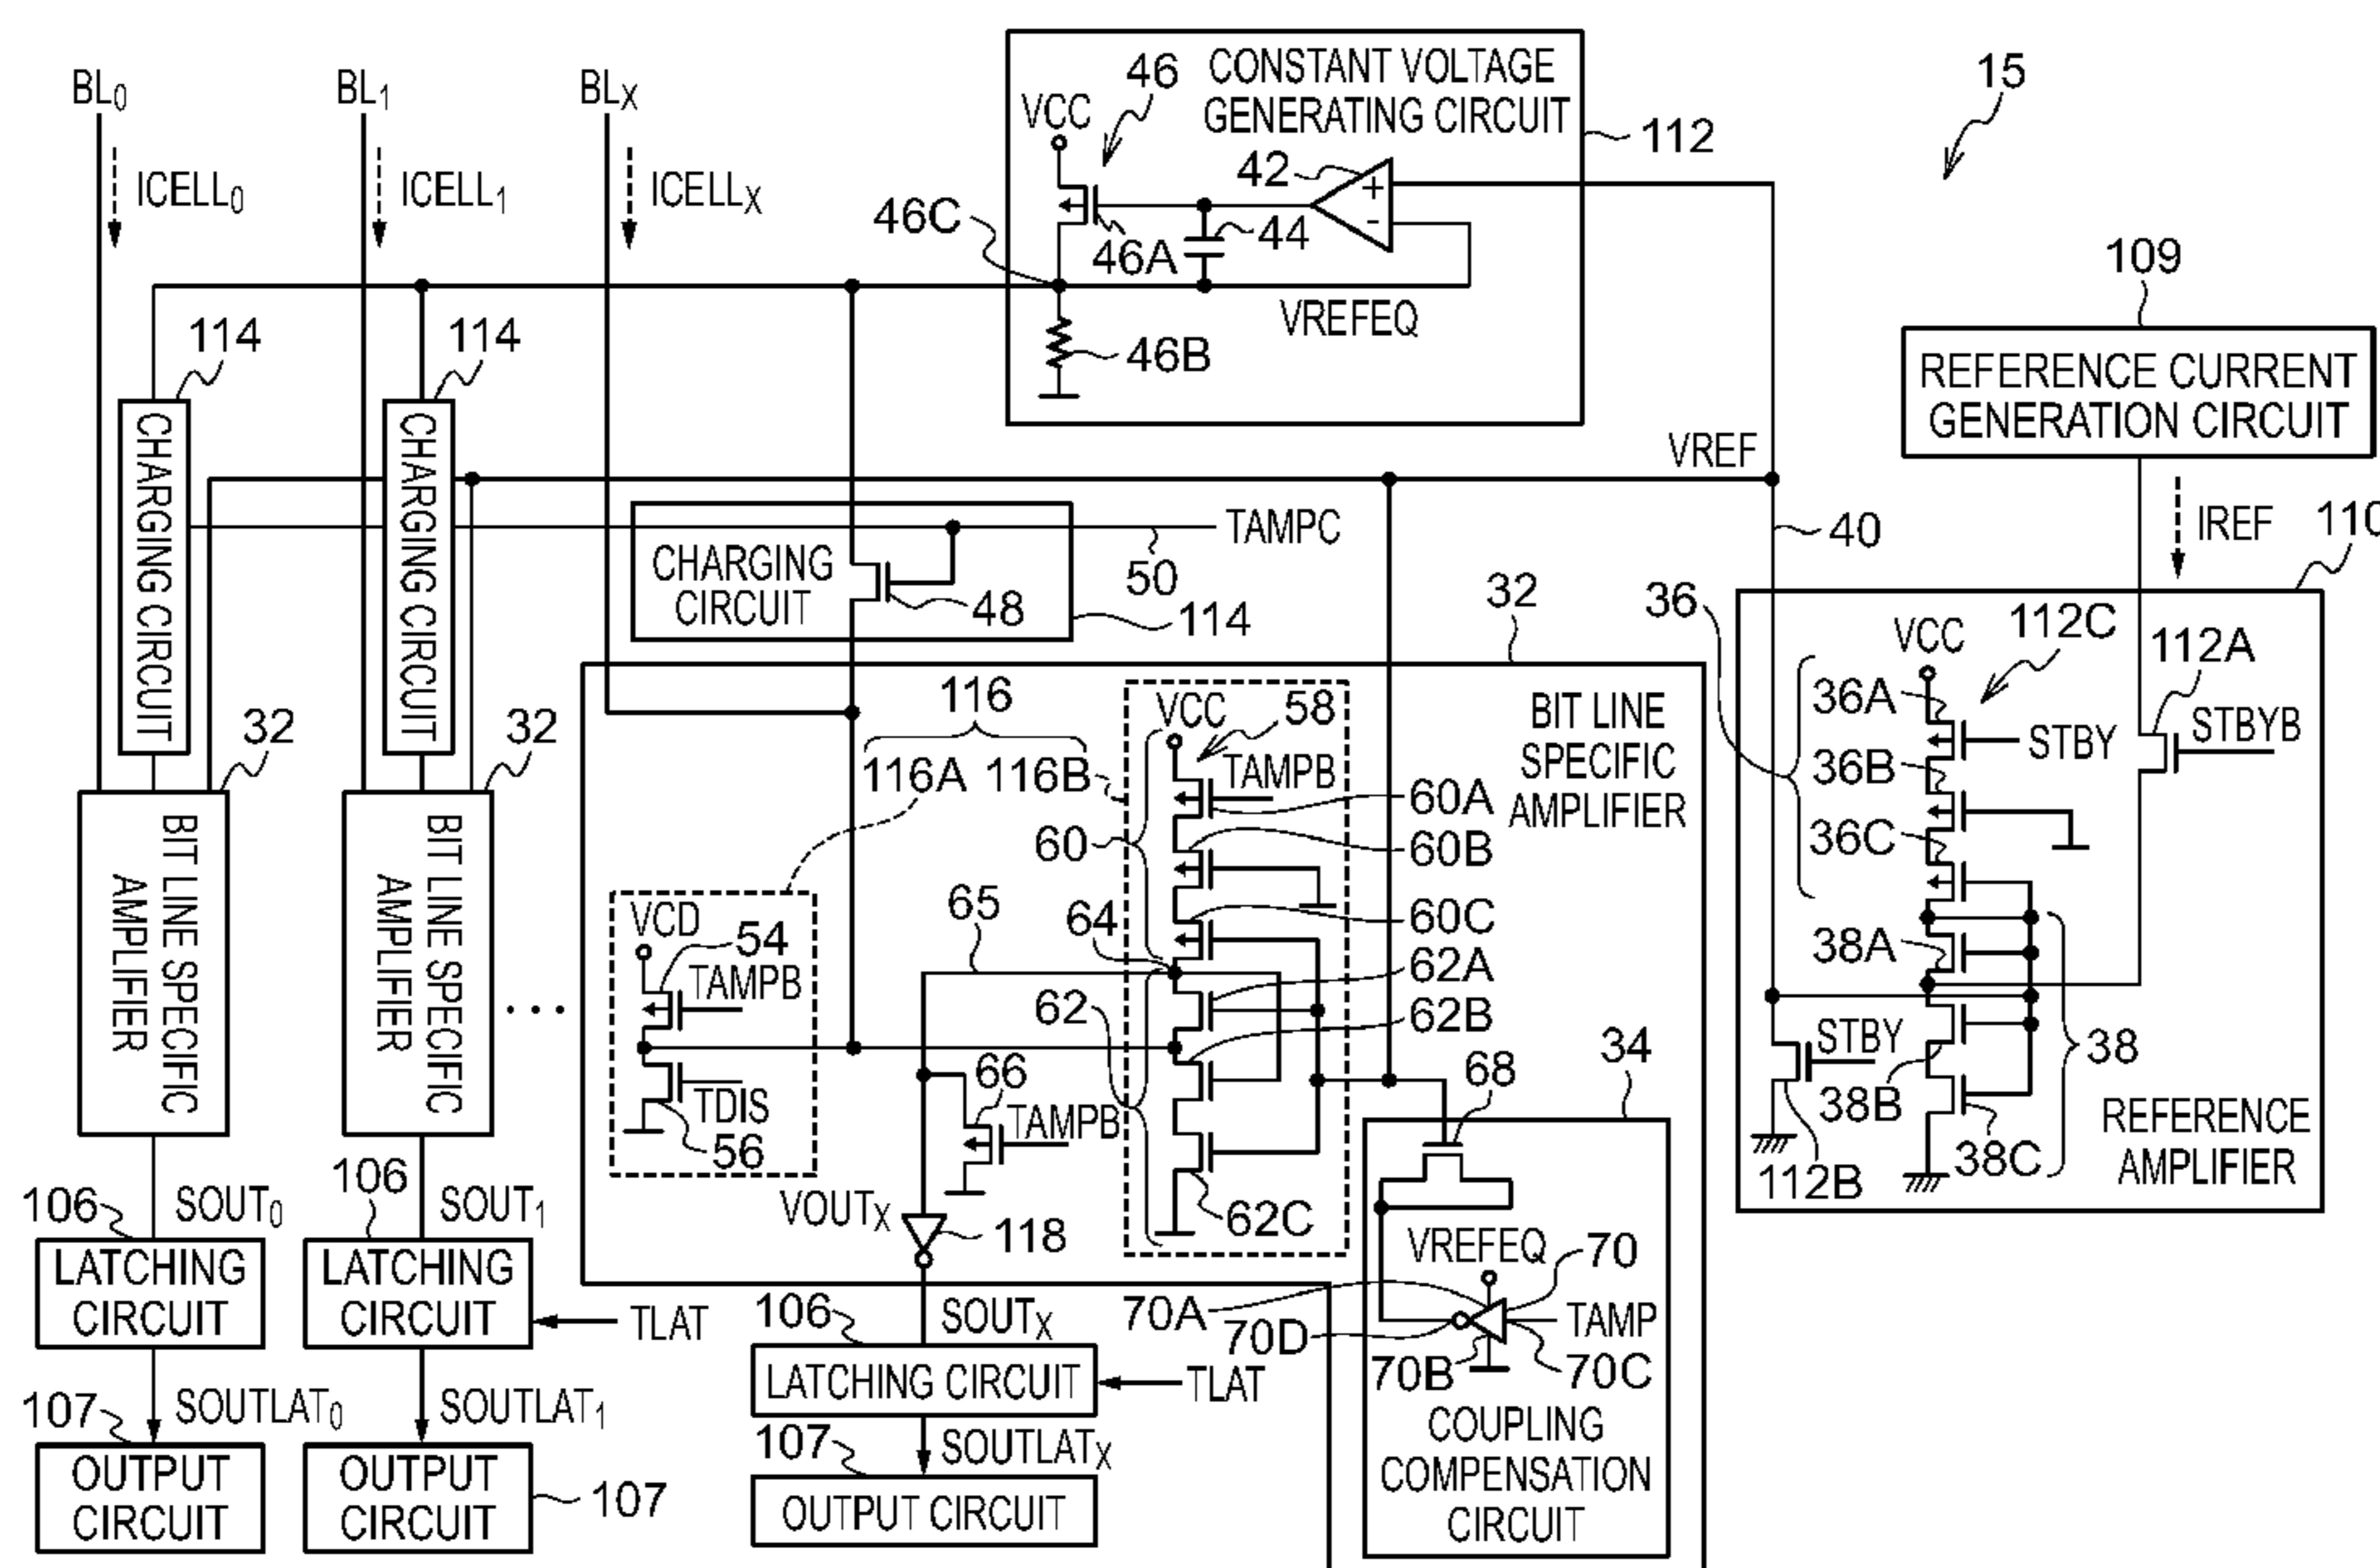 BL0
BL1
BLX
ICELL0
ICELL1
ICELLX
46
CONSTANT VOLTAGE
GENERATING CIRCUIT
VCC
112
42
+
-
46C
46A
44
VREFEQ
46B
15
109
REFERENCE CURRENT
GENERATION CIRCUIT
114
114
CHARGING CIRCUIT
CHARGING CIRCUIT
VREF
TAMPC
50
CHARGING
CIRCUIT
48
114
40
IREF
110
32
36
112C
VCC
112A
36A
STBY
STBYB
36B
36C
38A
38
STBY
38B
38C
112B
REFERENCE
AMPLIFIER
32
32
BIT LINE SPECIFIC
AMPLIFIER
BIT LINE SPECIFIC
AMPLIFIER
...
116
116A
116B
VCC
58
BIT LINE
SPECIFIC
AMPLIFIER
TAMPB
60A
60
60B
60C
65
64
62A
62B
62
VCD
54
TAMPB
TDIS
56
66
TAMPB
68
34
62C
VOUTX
118
VREFEQ
70
70A
70D
TAMP
70B
70C
COUPLING
COMPENSATION
CIRCUIT
106
SOUT0
106
SOUT1
106
SOUTX
LATCHING
CIRCUIT
LATCHING
CIRCUIT
TLAT
LATCHING CIRCUIT
TLAT
107
SOUTLAT0
SOUTLAT1
107
SOUTLATX
OUTPUT
CIRCUIT
OUTPUT
CIRCUIT
107
OUTPUT CIRCUIT